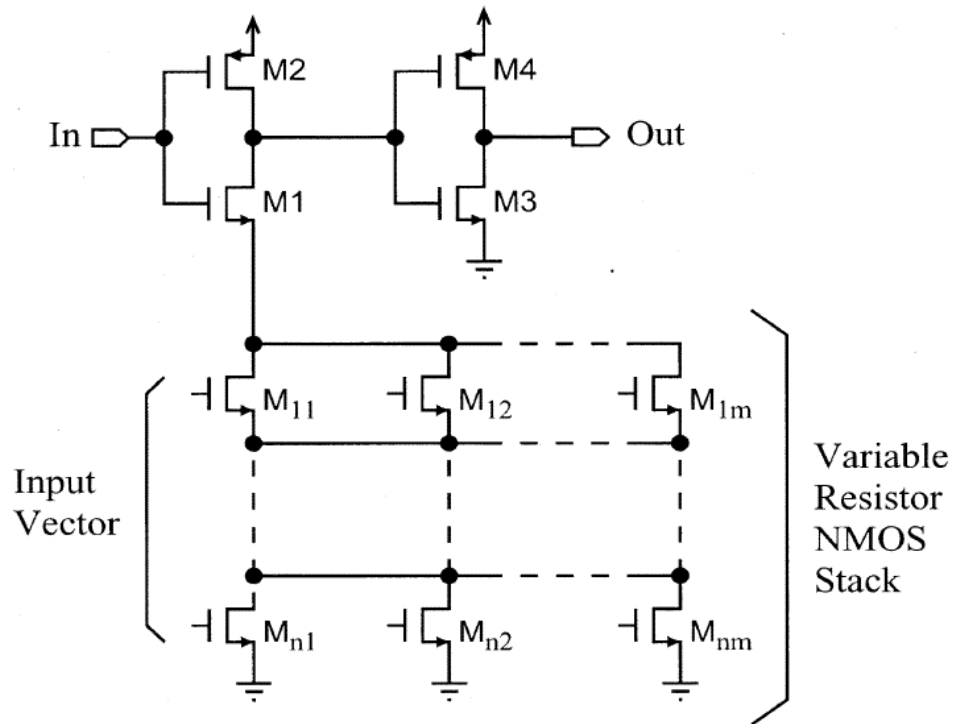 M2
M4
In
Out
M1
M3
M11
M12
M1m
Input
Vector
Variable
Resistor
NMOS
Stack
Mn1
Mn2
Mnm